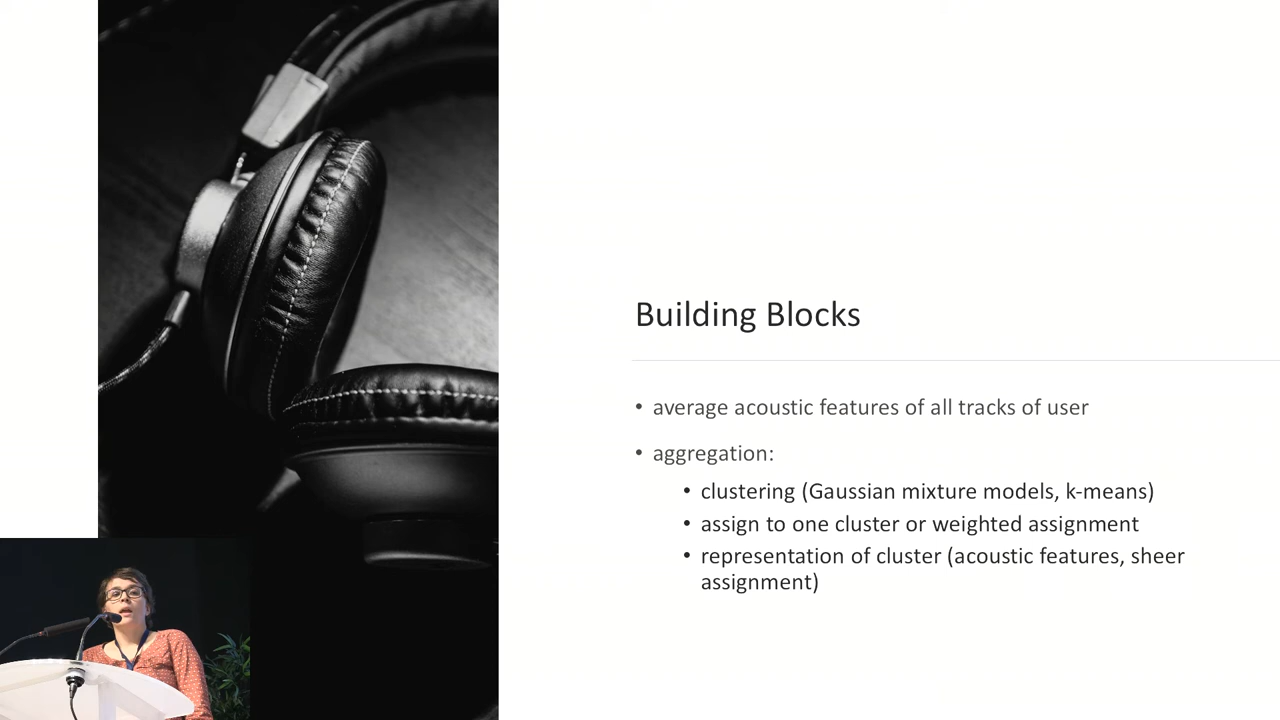 Building Blocks
• average acoustic features of all tracks of user
• aggregation:
• clustering (Gaussian mixture models, k-means)
• assign to one cluster or weighted assignment
• representation of cluster (acoustic features, sheer
assignment)